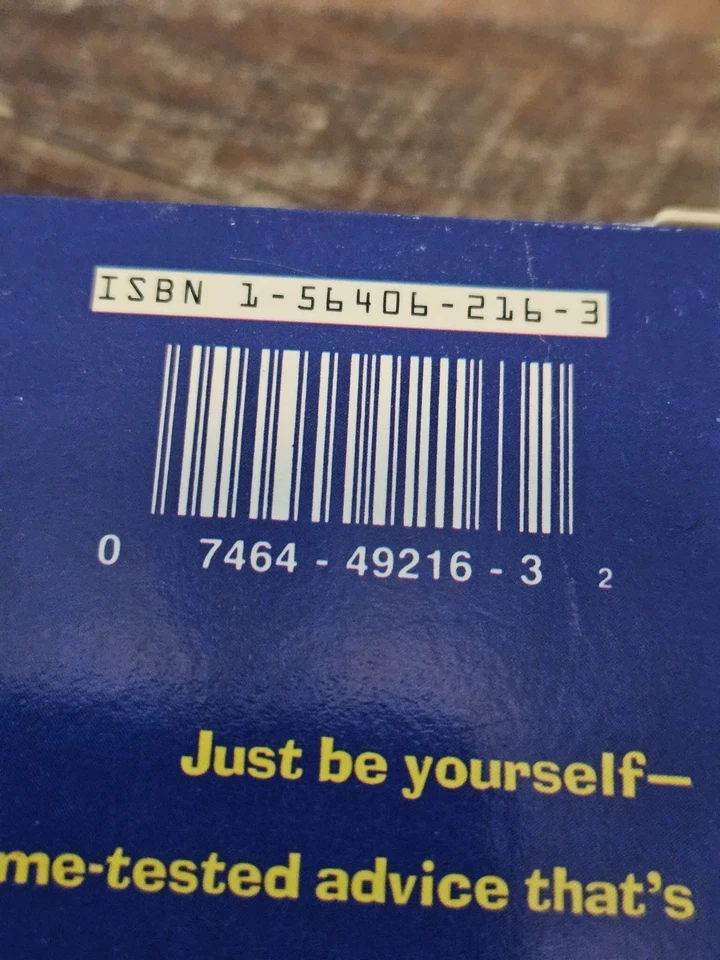 ISBN 1-56406-216-3
0 7464-49216-3 2
Just be yourself—
me-tested advice that's